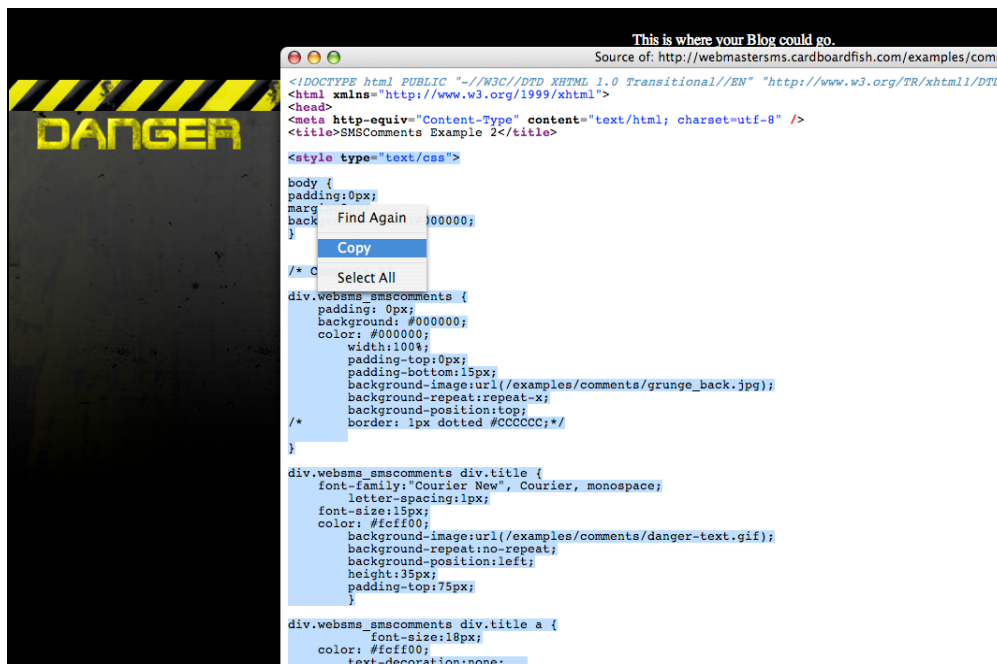 This is where your Blog could go.
Source of: http://webmastersms.cardboardfish.com/examples/com
<!DOCTYPE html PUBLIC "-//W3C//DTD XHTML 1.0 Transitional//EN" "http://www.w3.org/TR/xhtml1/DTD
<html xmlns="http://www.w3.org/1999/xhtml">
<head>
<meta http-equiv="Content-Type" content="text/html; charset=utf-8" />
<title>SMSComments Example 2</title>
DANGER
<style type="text/css">
body {
padding:0px;
marg
Find Again
back
000000;
}
Copy
/* C
Select All
div.websms_smscomments {
padding: 0px;
background: #000000;
color: #000000;
width:100%;
padding-top:0px;
padding-bottom:15px;
background-image:url(/examples/comments/grunge_back.jpg);
background-repeat:repeat-x;
background-position:top;
/* border: 1px dotted #CCCCCC;*/
}
div.websms_smscomments div.title {
font-family:"Courier New", Courier, monospace;
letter-spacing:1px;
font-size:15px;
color: #fcff00;
background-image:url(/examples/comments/danger-text.gif);
background-repeat:no-repeat;
background-position:left;
height:35px;
padding-top:75px;
}
div.websms_smscomments div.title a {
font-size:18px;
color: #fcff00;
text-decoration:none;